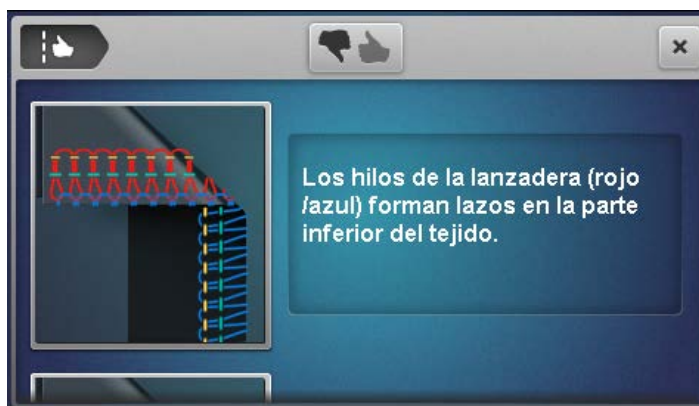 Los hilos de la lanzadera (rojo
/azul) forman lazos en la parte
inferior del tejido.